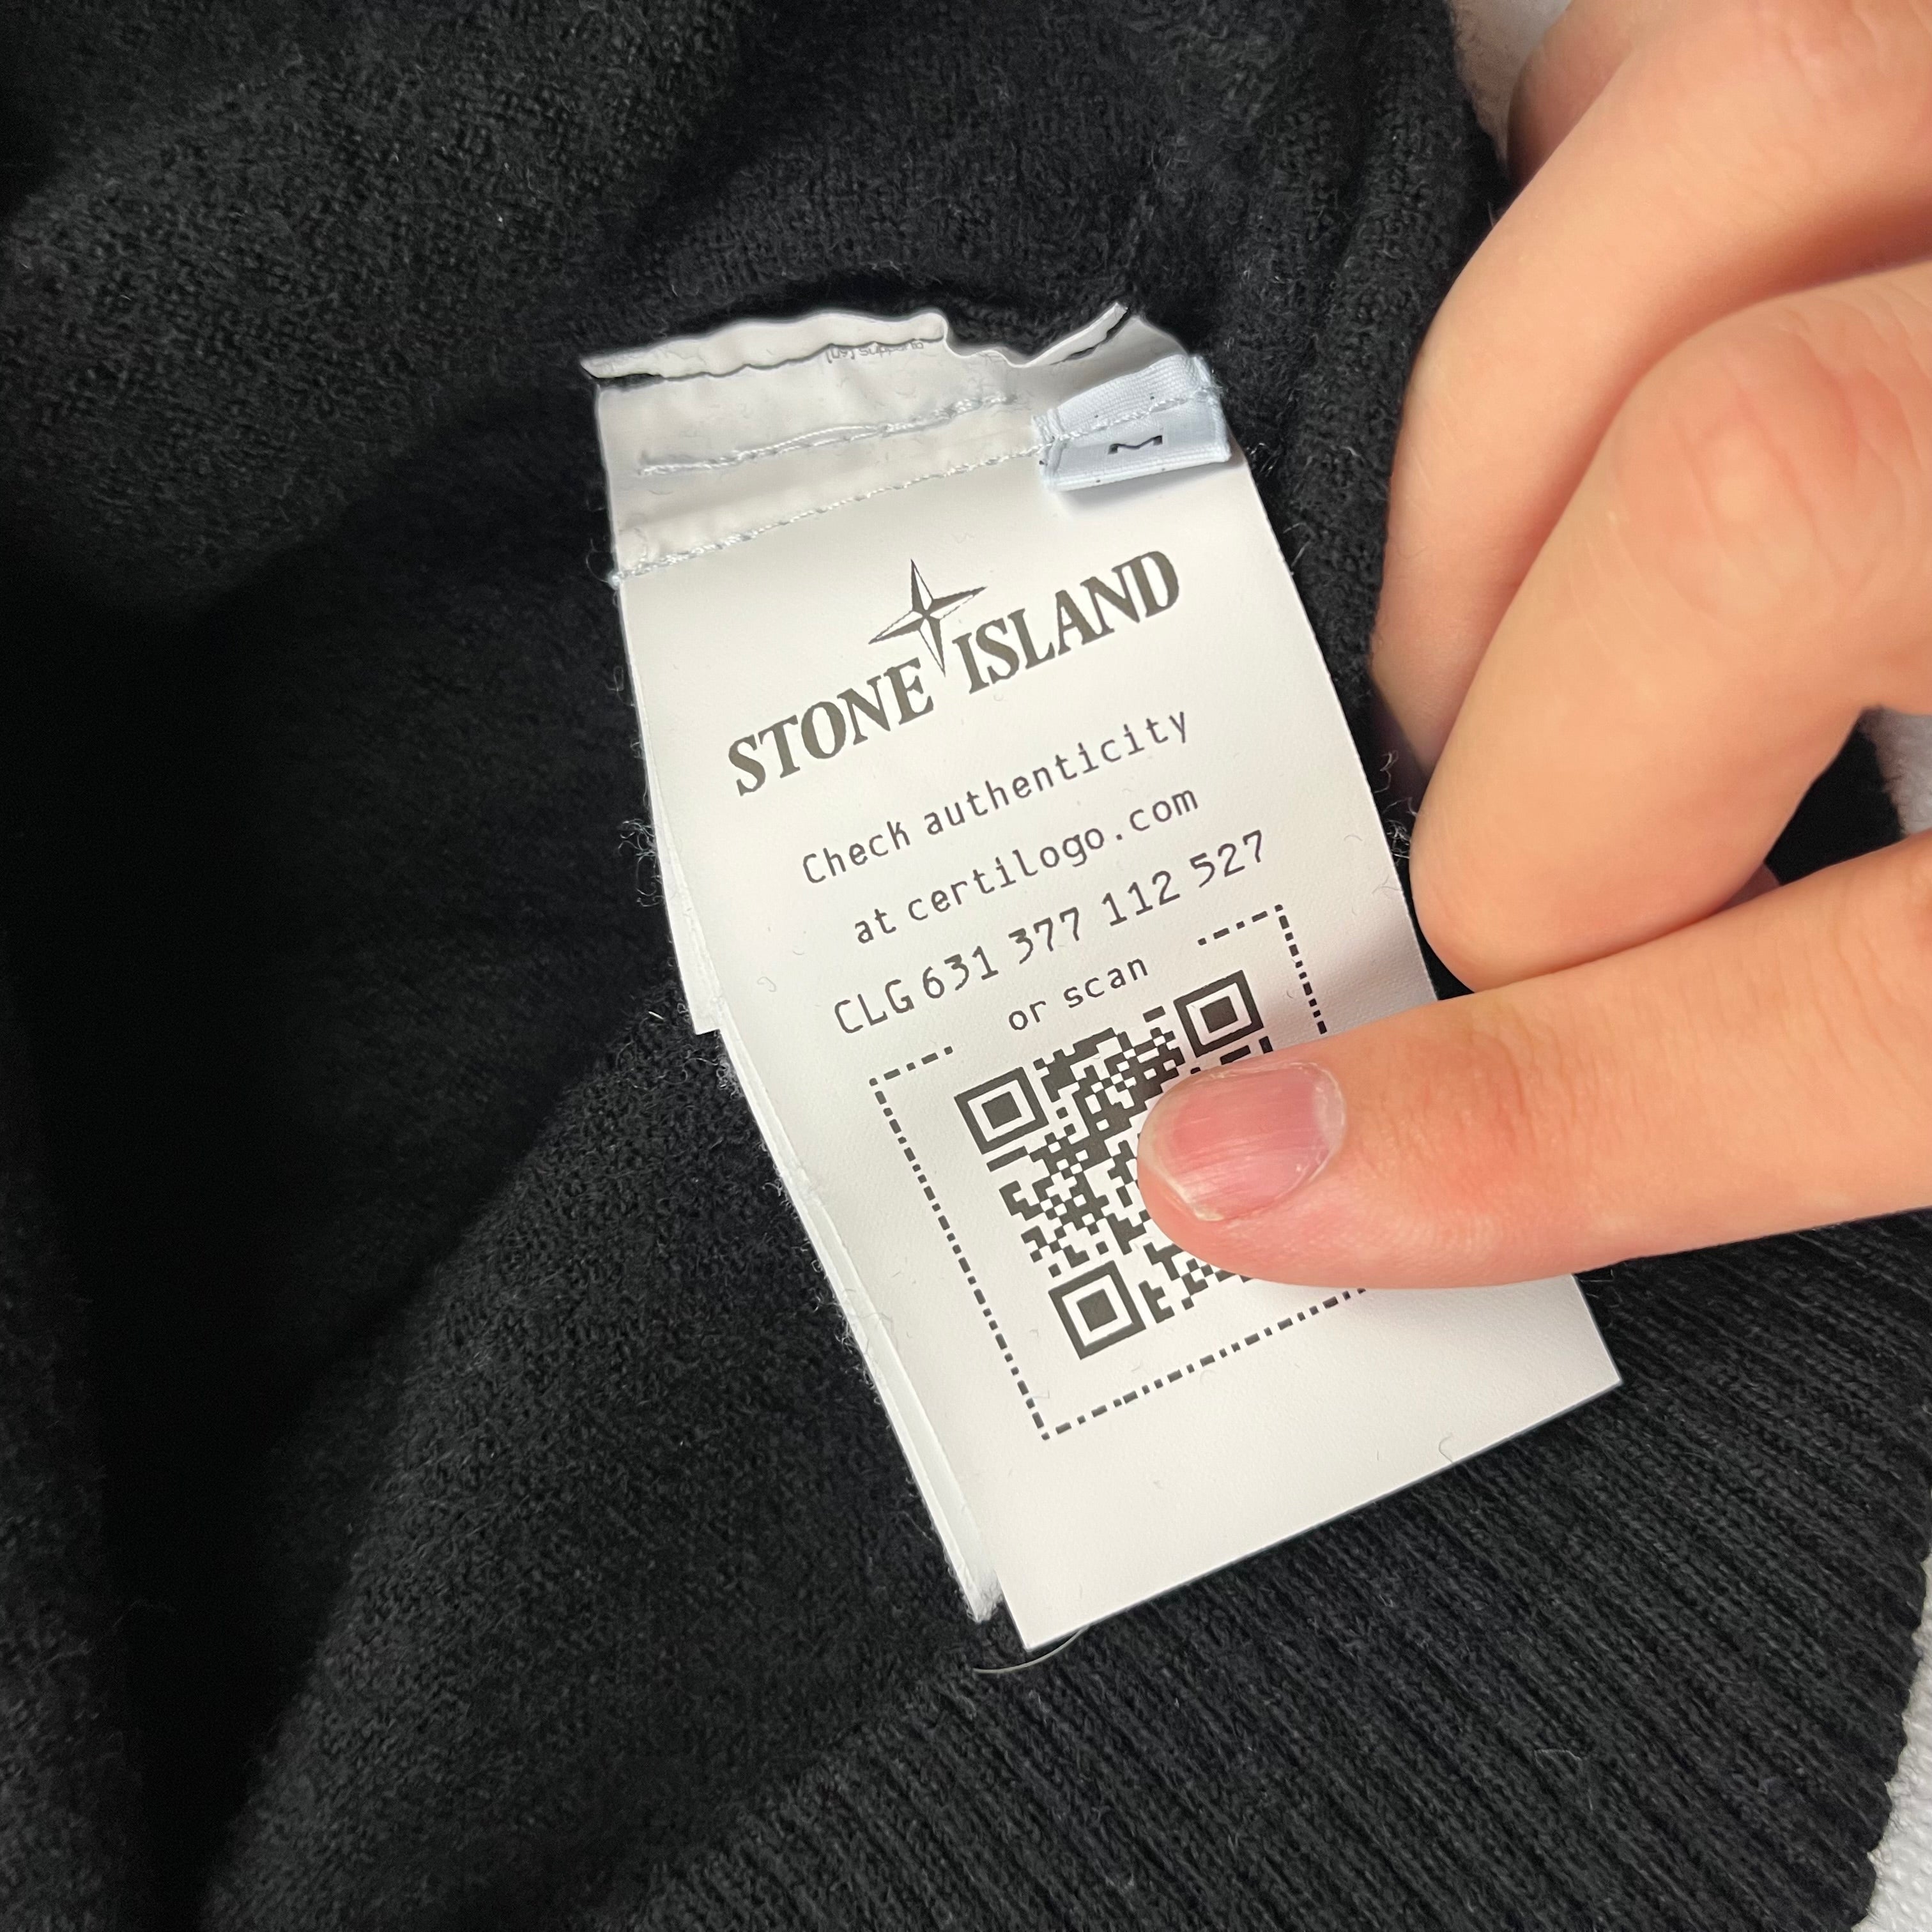 STONE ISLAND
Check authenticity
at certilogo.com
CLG 631 377 112 527
or scan